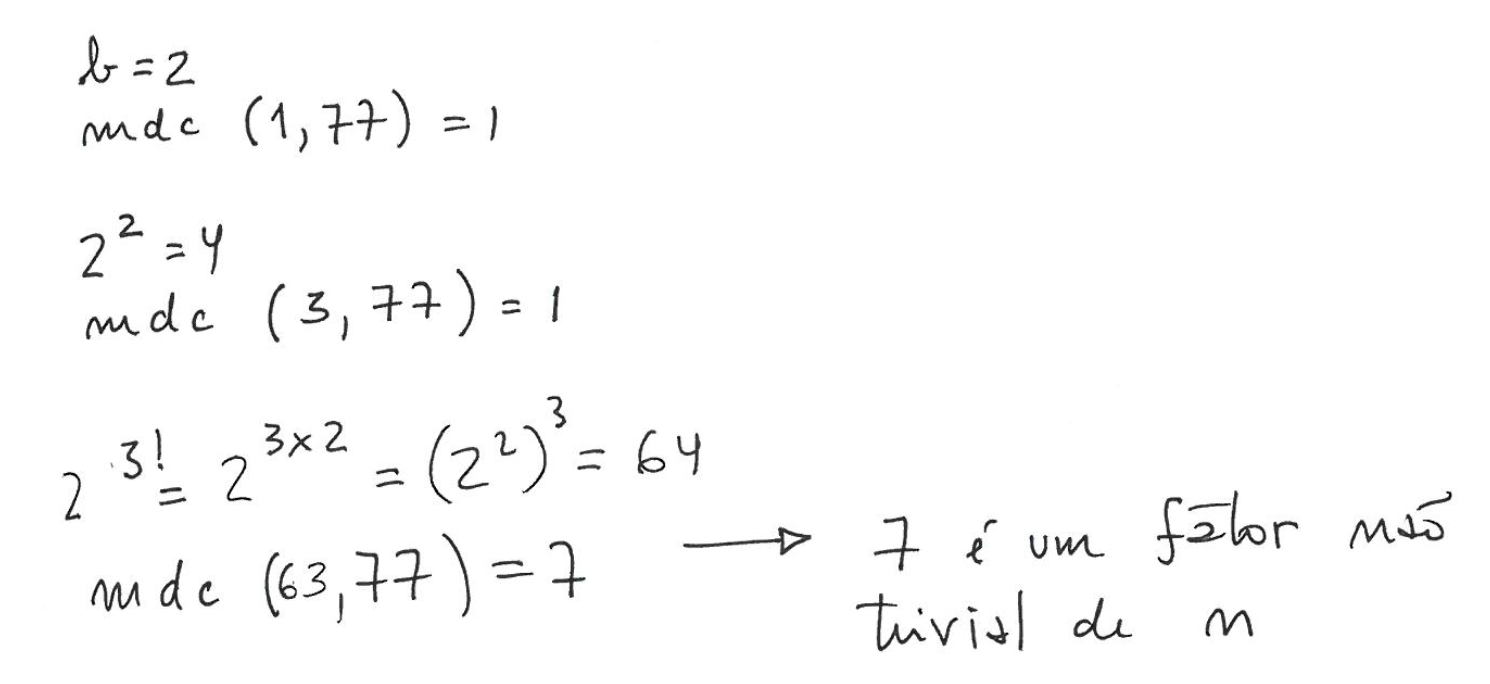 b = 2
mdc (1, 77) = 1
2² = 4
mdc (3, 77) = 1
2^3! = 2^3×2 = (2²)³ = 64
mdc (63, 77) = 7 → 7 é um fator não
trivial de n